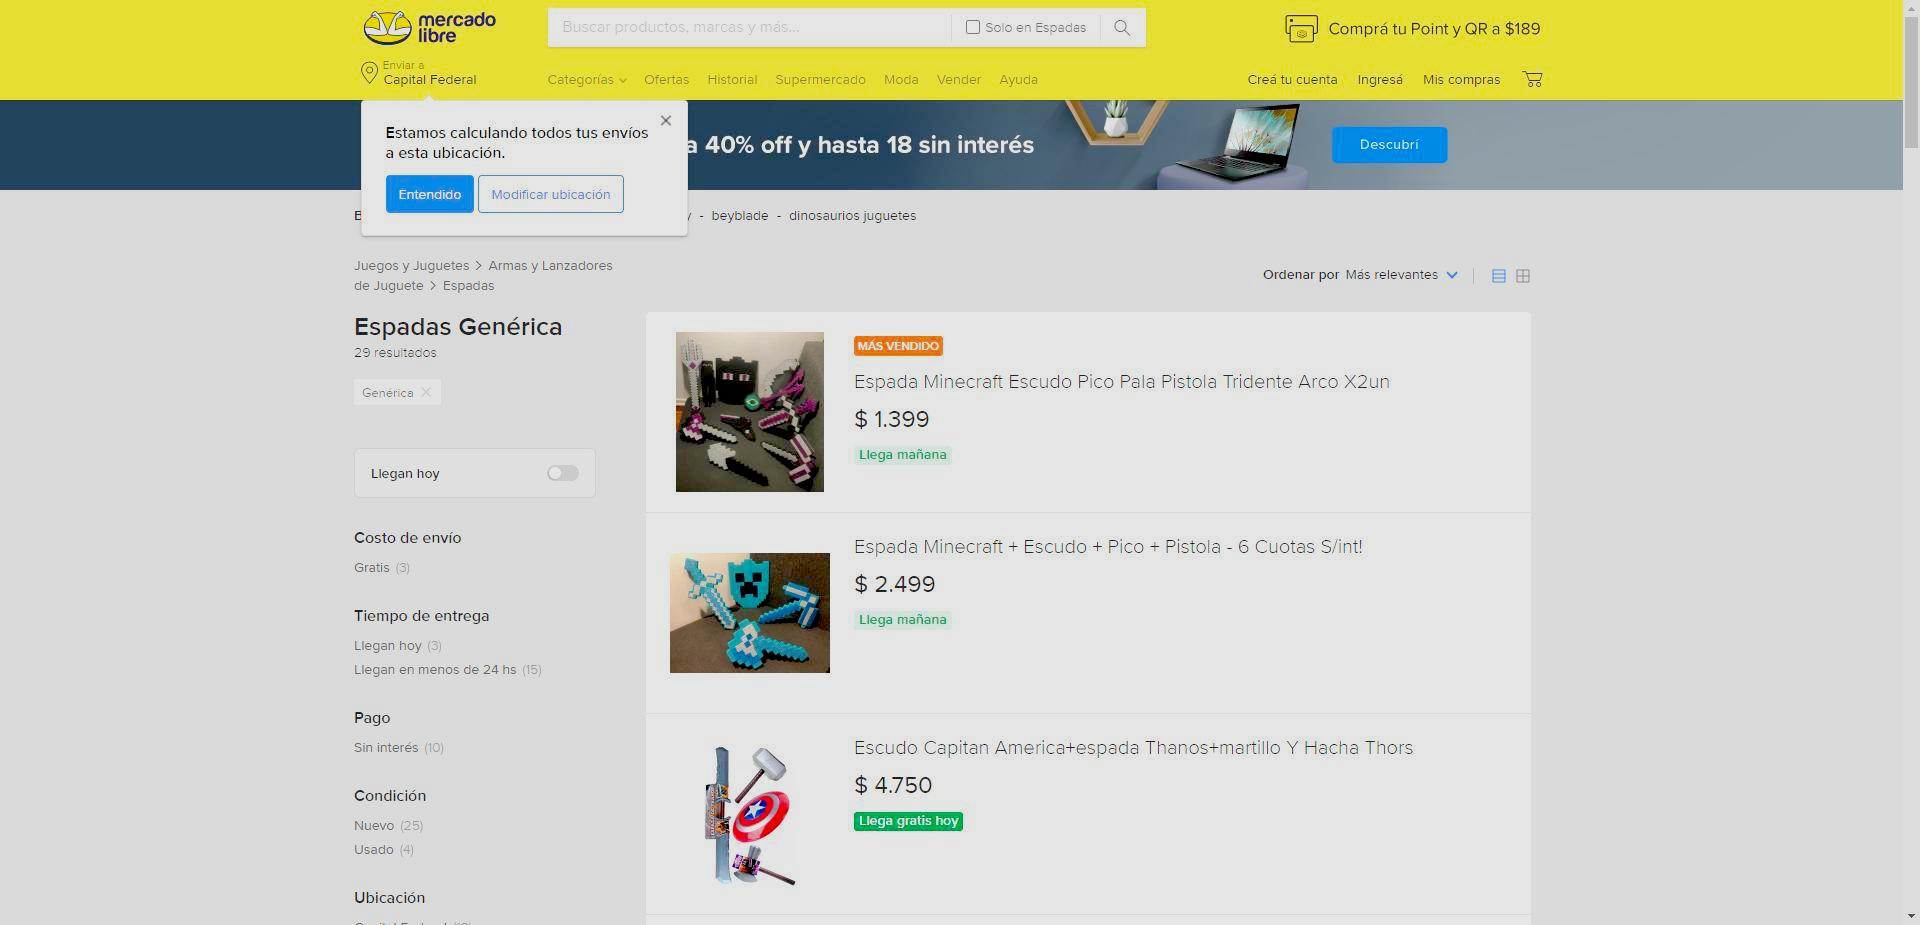 mercado
libre
Buscar productos, marcas y más...
Solo en Espadas
Comprá tu Point y QR a $189
Enviar a
Capital Federal
Categorías
Ofertas
Historial
Supermercado
Moda
Vender
Ayuda
Creá tu cuenta
Ingresá
Mis compras
Estamos calculando todos tus envíos
a esta ubicación.
Entendido
Modificar ubicación
a 40% off y hasta 18 sin interés
Descubrí
- beyblade - dinosaurios juguetes
Juegos y Juguetes > Armas y Lanzadores
de Juguete > Espadas
Ordenar por Más relevantes
Espadas Genérica
29 resultados
Genérica
Llegan hoy
Costo de envío
Gratis (3)
Tiempo de entrega
Llegan hoy (3)
Llegan en menos de 24 hs (15)
Pago
Sin interés (10)
Condición
Nuevo (25)
Usado (4)
Ubicación
MÁS VENDIDO
Espada Minecraft Escudo Pico Pala Pistola Tridente Arco X2un
$ 1.399
Llega mañana
Espada Minecraft + Escudo + Pico + Pistola - 6 Cuotas S/int!
$ 2.499
Llega mañana
Escudo Capitan America+espada Thanos+martillo Y Hacha Thors
$ 4.750
Llega gratis hoy